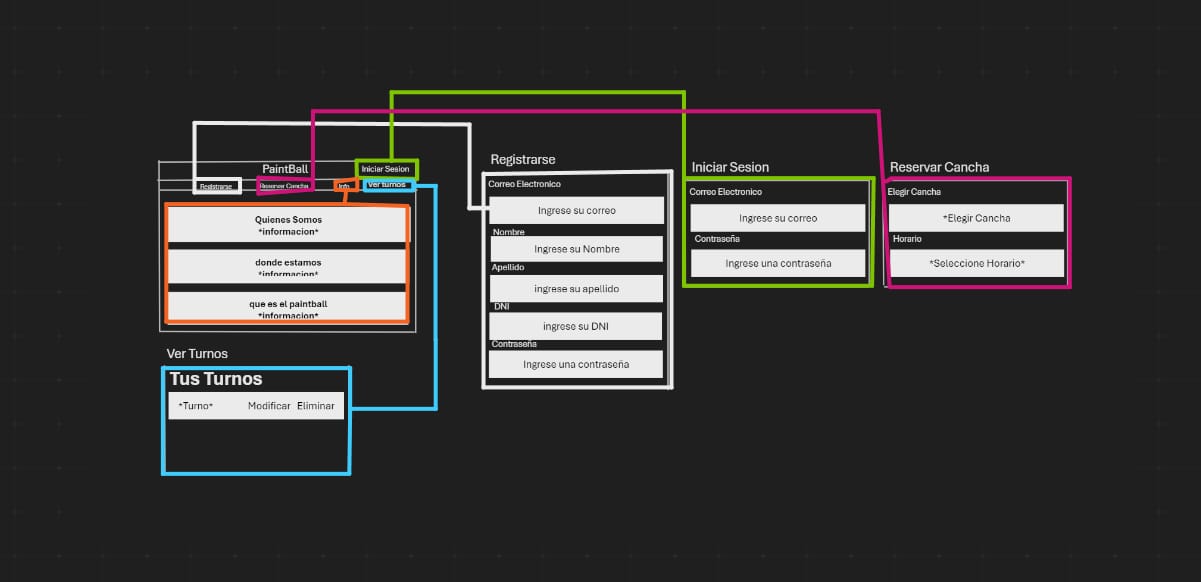 PaintBall
Iniciar Sesion
Registrarse
Reservar Cancha
Info
Ver turnos
Quienes Somos
*informacion*
donde estamos
*informacion*
que es el paintball
*informacion*
Ver Turnos
Tus Turnos
*Turno* Modificar Eliminar
Registrarse
Correo Electronico
Ingrese su correo
Nombre
Ingrese su Nombre
Apellido
ingrese su apellido
DNI
ingrese su DNI
Contraseña
Ingrese una contraseña
Iniciar Sesion
Correo Electronico
Ingrese su correo
Contraseña
Ingrese una contraseña
Reservar Cancha
Elegir Cancha
*Elegir Cancha
Horario
*Seleccione Horario*